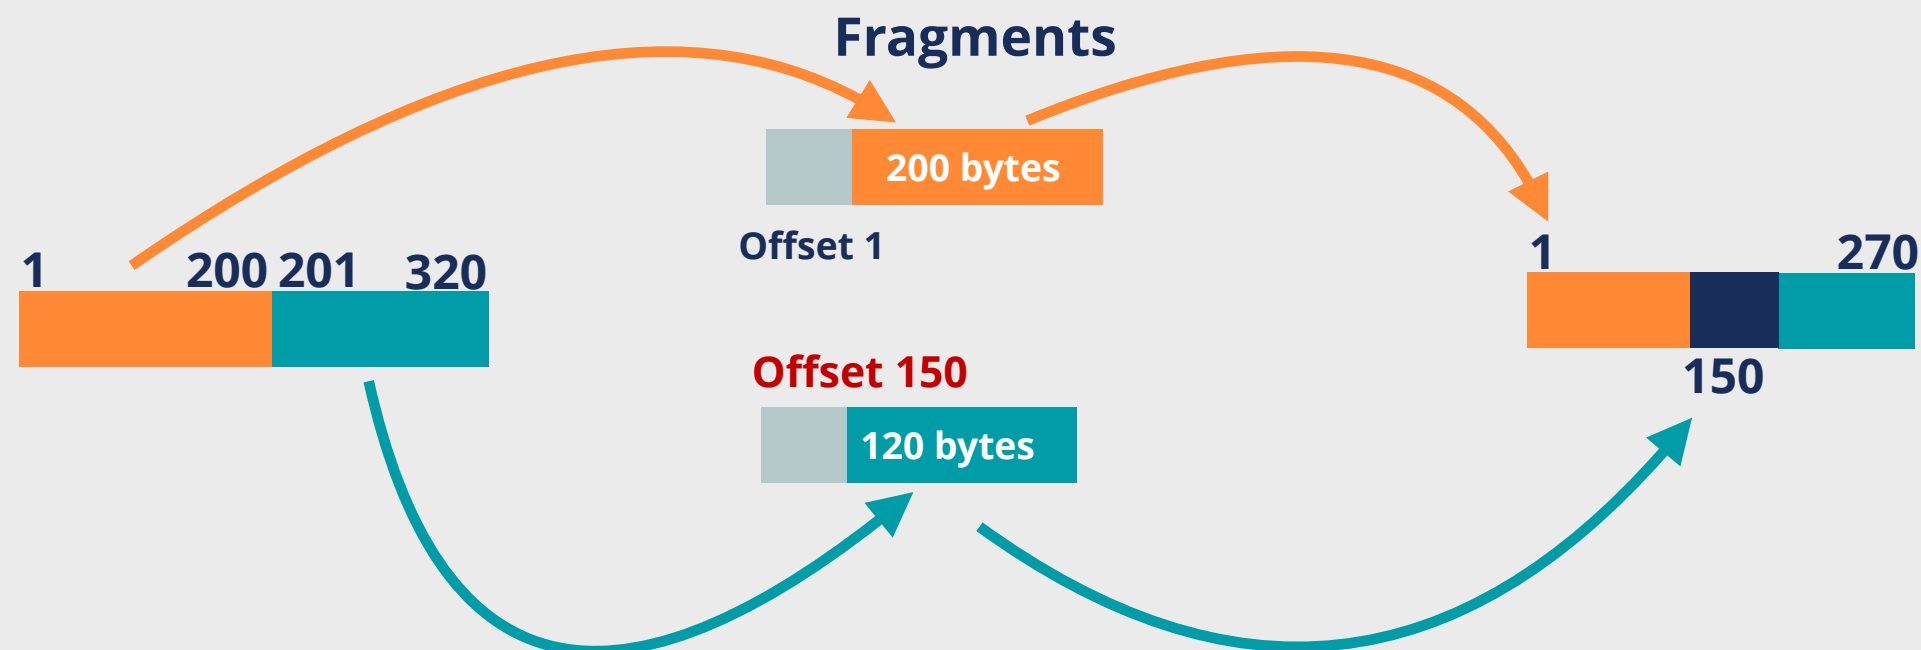 Fragments
200 bytes
Offset 1
1 200 201 320
1 270
Offset 150
150
120 bytes